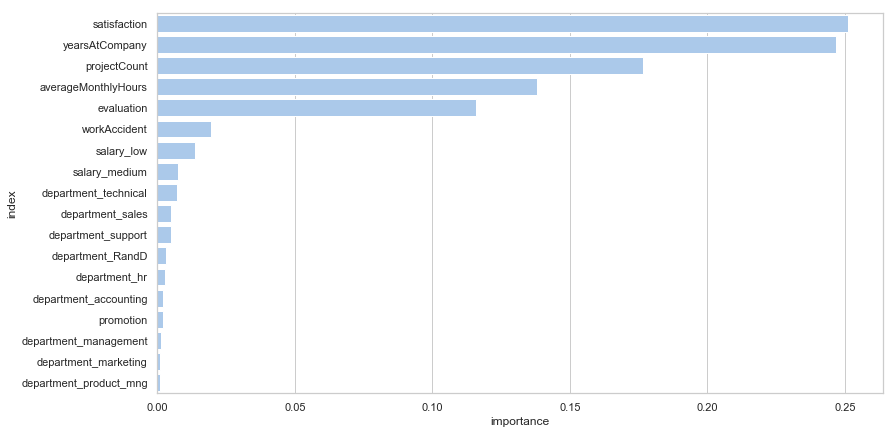 satisfaction
yearsAtCompany
projectCount
averageMonthlyHours
evaluation
workAccident
salary_low
salary_medium
department_technical
department_sales
department_support
department_RandD
department_hr
department_accounting
promotion
department_management
department_marketing
department_product_mng
index
0.00 0.05 0.10 0.15 0.20 0.25
importance